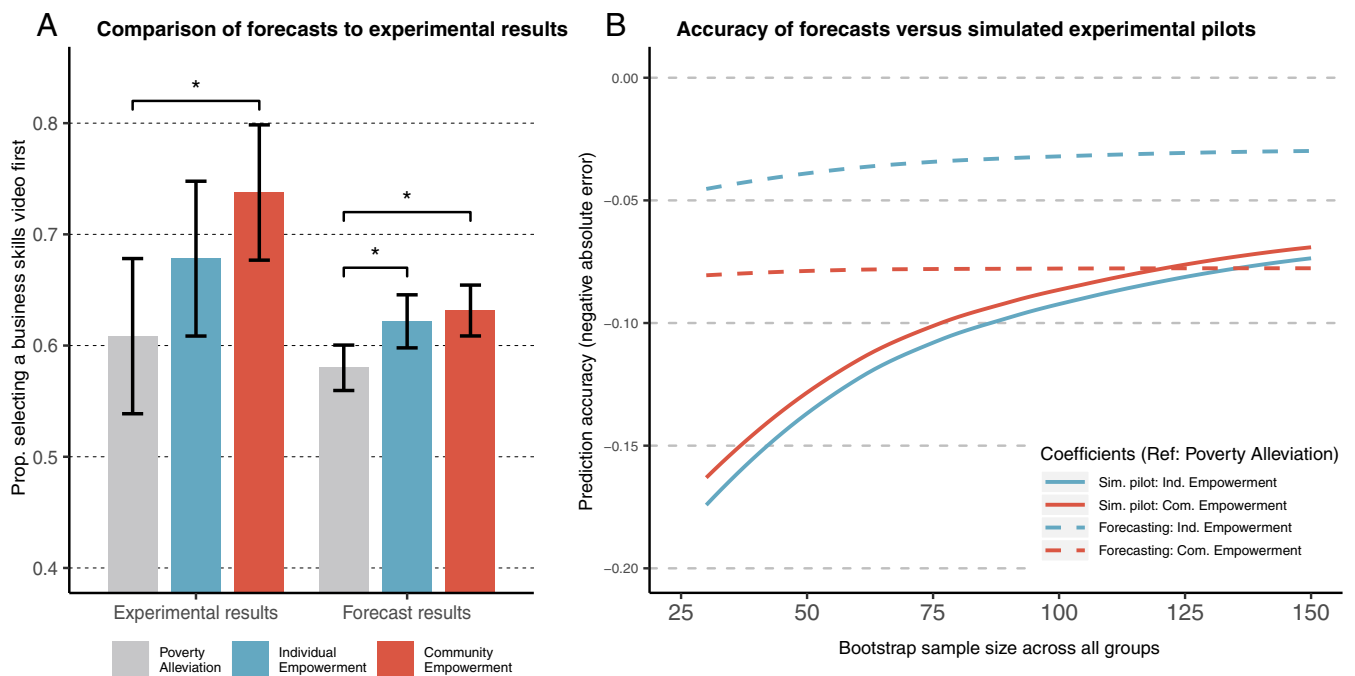 A
Comparison of forecasts to experimental results
Prop. selecting a business skills video first
0.8
0.7
0.6
0.5
0.4
*
*
*
Experimental results
Forecast results
Poverty
Alleviation
Individual
Empowerment
Community
Empowerment
B
Accuracy of forecasts versus simulated experimental pilots
Prediction accuracy (negative absolute error)
0.00
−0.05
−0.10
−0.15
−0.20
Coefficients (Ref: Poverty Alleviation)
Sim. pilot: Ind. Empowerment
Sim. pilot: Com. Empowerment
Forecasting: Ind. Empowerment
Forecasting: Com. Empowerment
25
50
75
100
125
150
Bootstrap sample size across all groups